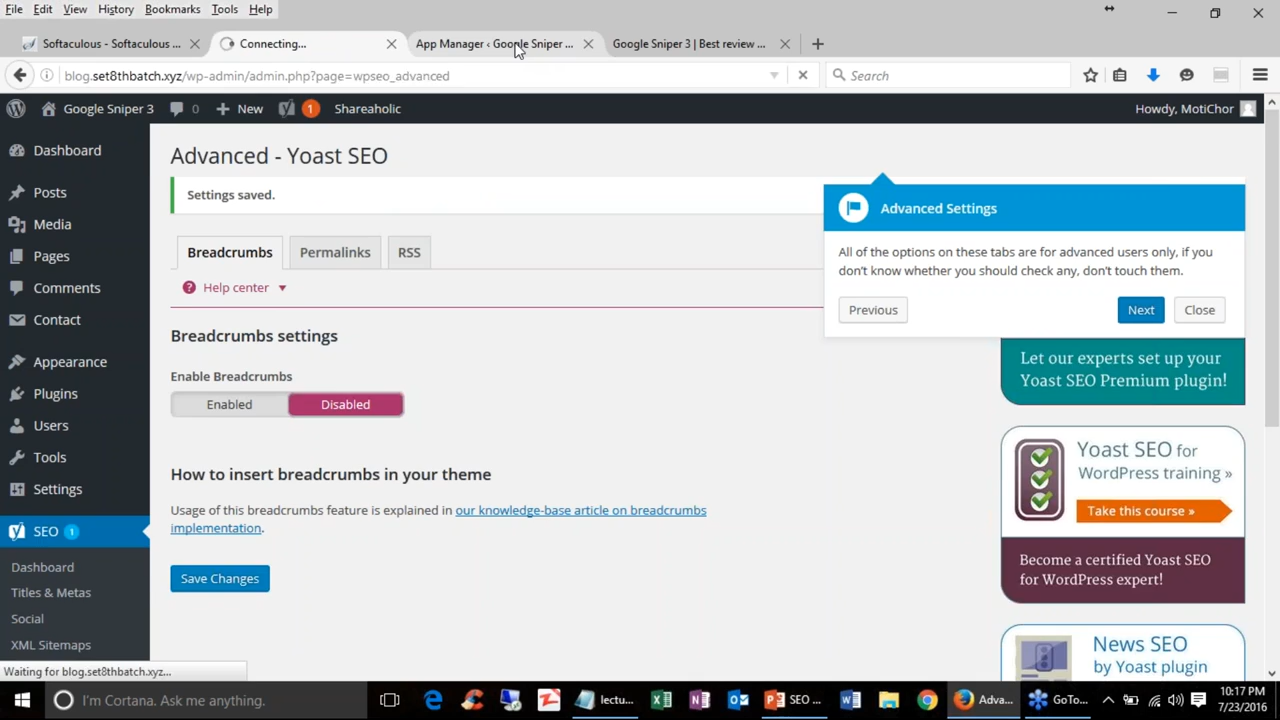 File Edit View History Bookmarks Tools Help
Softaculous - Softaculous ...
Connecting...
App Manager ‹ Google Sniper ...
Google Sniper 3 | Best review ...
blog.set8thbatch.xyz/wp-admin/admin.php?page=wpseo_advanced
Search
Google Sniper 3 0 New 1 Shareaholic
Howdy, MotiChor
Dashboard
Posts
Media
Pages
Comments
Contact
Appearance
Plugins
Users
Tools
Settings
SEO 1
Dashboard
Titles & Metas
Social
XML Sitemaps
Advanced - Yoast SEO
Settings saved.
Breadcrumbs Permalinks RSS
Help center
Breadcrumbs settings
Enable Breadcrumbs
Enabled Disabled
How to insert breadcrumbs in your theme
Usage of this breadcrumbs feature is explained in our knowledge-base article on breadcrumbs
implementation.
Save Changes
Advanced Settings
All of the options on these tabs are for advanced users only, if you
don't know whether you should check any, don't touch them.
Previous Next Close
Let our experts set up your
Yoast SEO Premium plugin!
Yoast SEO for
WordPress training »
Take this course »
Become a certified Yoast SEO
for WordPress expert!
News SEO
by Yoast plugin
Waiting for blog.set8thbatch.xyz...
I'm Cortana. Ask me anything.
lectu...
SEO ...
Adva...
GoTo...
10:17 PM
7/23/2016